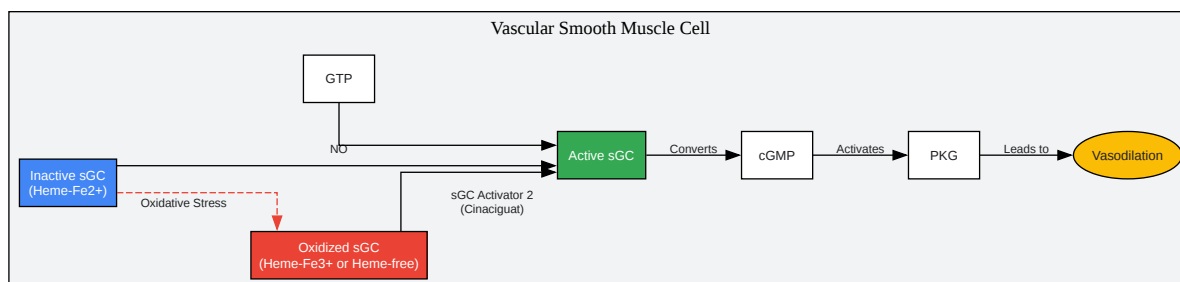 Vascular Smooth Muscle Cell
GTP
NO
Inactive sGC
(Heme-Fe2+)
Oxidative Stress
Oxidized sGC
(Heme-Fe3+ or Heme-free)
sGC Activator 2
(Cinaciguat)
Active sGC
Converts
cGMP
Activates
PKG
Leads to
Vasodilation